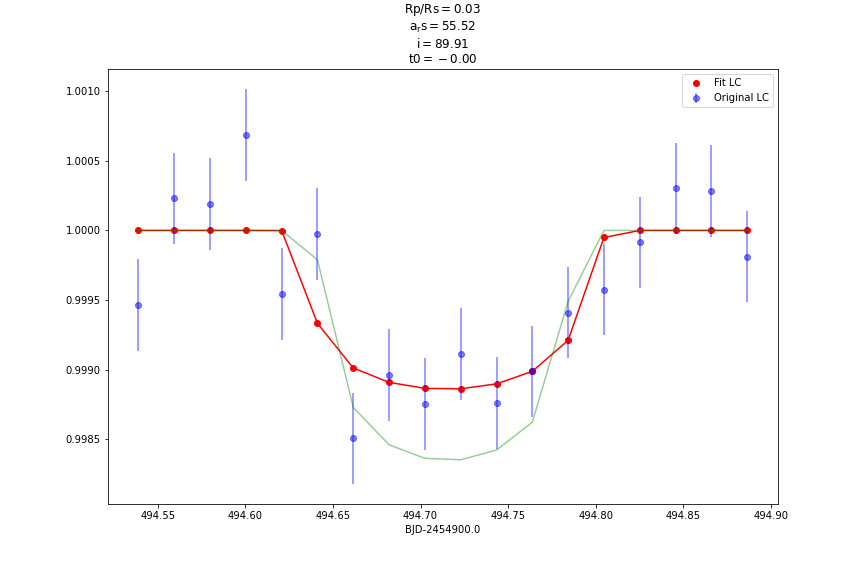 Rp/Rs = 0.03
aᵣs = 55.52
i = 89.91
t0 = −0.00
Fit LC
Original LC
1.0010
1.0005
1.0000
0.9995
0.9990
0.9985
494.55 494.60 494.65 494.70 494.75 494.80 494.85 494.90
BJD-2454900.0